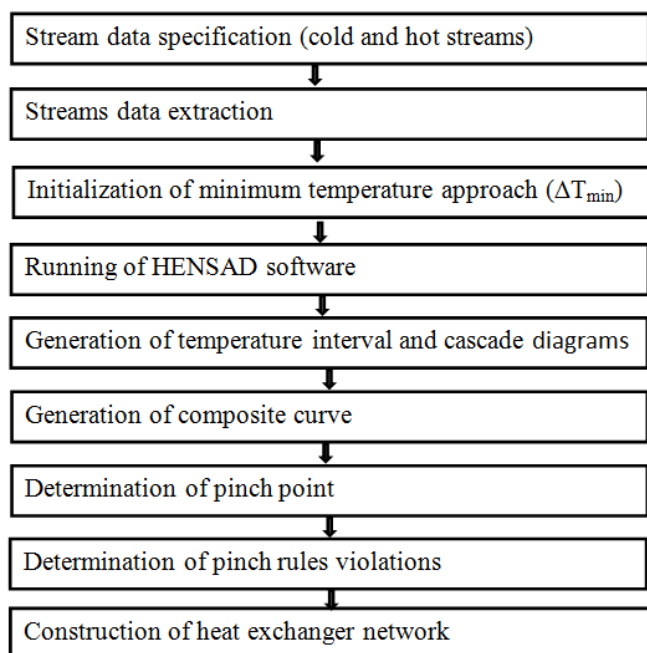 Stream data specification (cold and hot streams)
Streams data extraction
Initialization of minimum temperature approach (ΔTmin)
Running of HENSAD software
Generation of temperature interval and cascade diagrams
Generation of composite curve
Determination of pinch point
Determination of pinch rules violations
Construction of heat exchanger network